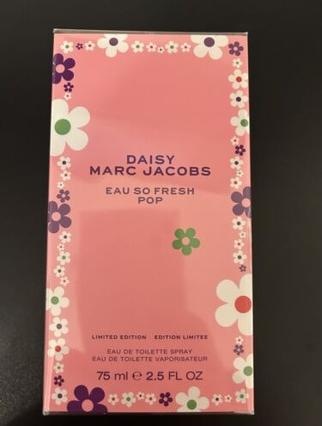 DAISY
MARC JACOBS
EAU SO FRESH
POP
LIMITED EDITION EDITION LIMITEE
EAU DE TOILETTE SPRAY
EAU DE TOILETTE VAPORISATEUR
75 ml ℮ 2.5 FL OZ